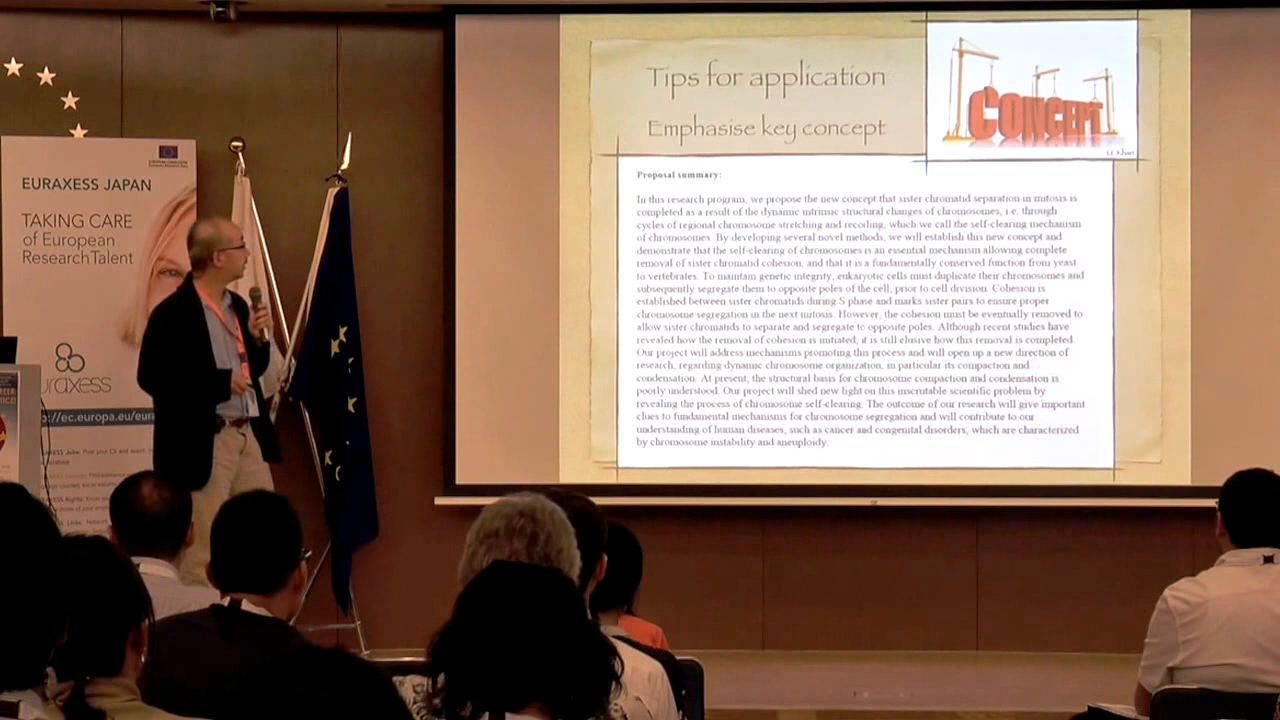 Tips for application
Emphasise key concept
CONCEPT
Proposal summary:
In this research program, we propose the new concept that sister chromatid separation in mitosis is
completed as a result of the dynamic intrinsic structural changes of chromosomes, i.e. through
cycles of regional chromosome stretching and recoiling, which we call the self-clearing mechanism
of chromosomes. By developing several novel methods, we will establish this new concept and
demonstrate that the self-clearing of chromosomes is an essential mechanism allowing complete
removal of sister chromatid cohesion, and that it is a fundamentally conserved function from yeast
to vertebrates. To maintain genetic integrity, eukaryotic cells must duplicate their chromosomes and
subsequently segregate them to opposite poles of the cell, prior to cell division. Cohesion is
established between sister chromatids during S phase and marks sister pairs to ensure proper
chromosome segregation in the next mitosis. However, the cohesion must be eventually removed to
allow sister chromatids to separate and segregate to opposite poles. Although recent studies have
revealed how the removal of cohesion is initiated, it is still elusive how this removal is completed.
Our project will address mechanisms promoting this process and will open up a new direction of
research, regarding dynamic chromosome organization, in particular its compaction and
condensation. At present, the structural basis for chromosome compaction and condensation is
poorly understood. Our project will shed new light on this inscrutable scientific problem by
revealing the process of chromosome self-clearing. The outcome of our research will give important
clues to fundamental mechanisms for chromosome segregation and will contribute to our
understanding of human diseases, such as cancer and congenital disorders, which are characterized
by chromosome instability and aneuploidy.
EURAXESS JAPAN
TAKING CARE
of European
Research Talent
uraxess
://ec.europa.eu/eura